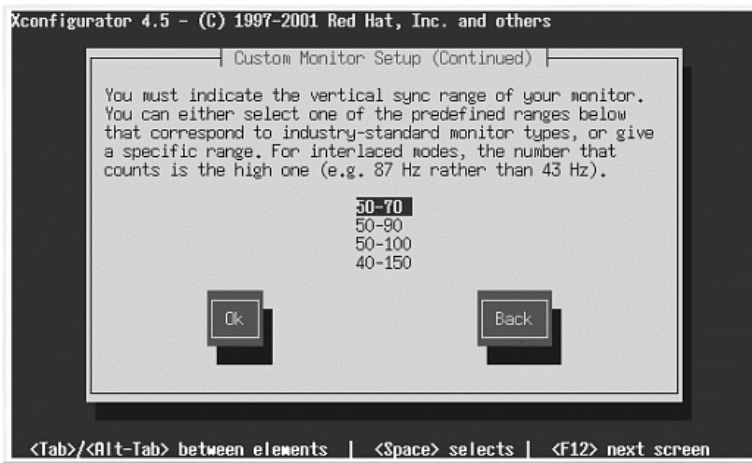 Xconfigurator 4.5 - (C) 1997-2001 Red Hat, Inc. and others
Custom Monitor Setup (Continued)
You must indicate the vertical sync range of your monitor.
You can either select one of the predefined ranges below
that correspond to industry-standard monitor types, or give
a specific range. For interlaced modes, the number that
counts is the high one (e.g. 87 Hz rather than 43 Hz).
50-70
50-90
50-100
40-150
Ok Back
<Tab>/<Alt-Tab> between elements | <Space> selects | <F12> next screen